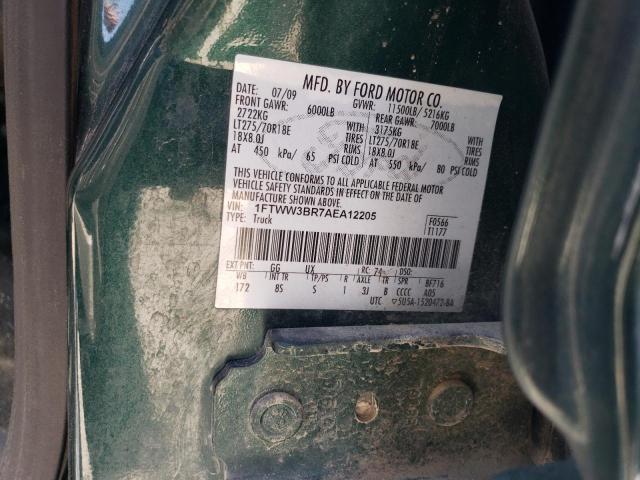 MFD. BY FORD MOTOR CO.
DATE: 07/09 GVWR: 11500LB/ 5216KG
FRONT GAWR: 6000LB REAR GAWR: 7000LB
2722KG WITH 3175KG WITH
LT275/70R18E TIRES LT275/70R18E TIRES
18X8.0J RIMS 18X8.0J RIMS
AT 450 kPa/ 65 PSI COLD AT 550 kPa/ 80 PSI COLD
THIS VEHICLE CONFORMS TO ALL APPLICABLE FEDERAL MOTOR
VEHICLE SAFETY STANDARDS IN EFFECT ON THE DATE OF
MANUFACTURE SHOWN ABOVE.
VIN: 1FTWW3BR7AEA12205 F0566
TYPE: Truck T1177
EXT PNT: GG UX RC: 74 DSO:
WB INT TR TP/PS R AXLE TR SPR BF716
172 8S S 1 3J B CCCC A05
UTC ▽5U5A-1520472-BA